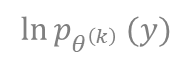 ln p_{θ^{(k)}} (y)